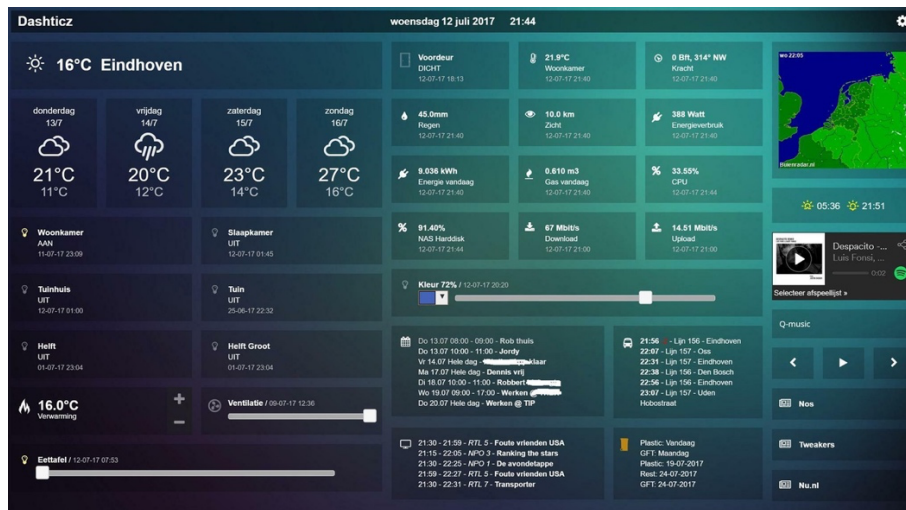 Dashticz
woensdag 12 juli 2017 21:44
16°C Eindhoven
donderdag
13/7
21°C
11°C
vrijdag
14/7
20°C
12°C
zaterdag
15/7
23°C
14°C
zondag
16/7
27°C
16°C
Woonkamer
AAN
11-07-17 23:09
Slaapkamer
UIT
12-07-17 01:45
Tuinhuis
UIT
12-07-17 01:00
Tuin
UIT
25-06-17 22:32
Helft
UIT
01-07-17 23:04
Helft Groot
UIT
01-07-17 23:04
16.0°C
Verwarming
+
−
Ventilatie / 09-07-17 12:36
Eettafel / 12-07-17 07:53
Voordeur
DICHT
12-07-17 18:13
21.9°C
Woonkamer
12-07-17 21:40
0 Bft, 314° NW
Kracht
12-07-17 21:40
45.0mm
Regen
12-07-17 21:40
10.0 km
Zicht
12-07-17 21:40
388 Watt
Energieverbruik
12-07-17 21:40
9.036 kWh
Energie vandaag
12-07-17 21:40
0.610 m3
Gas vandaag
12-07-17 21:40
%
33.55%
CPU
12-07-17 21:44
%
91.40%
NAS Harddisk
12-07-17 21:44
67 Mbit/s
Download
12-07-17 21:00
14.51 Mbit/s
Upload
12-07-17 21:00
Kleur 72% / 12-07-17 20:20
Do 13.07 08:00 - 09:00 - Rob thuis
Do 13.07 10:00 - 11:00 - Jordy
Vr 14.07 Hele dag - klaar
Ma 17.07 Hele dag - Dennis vrij
Di 18.07 10:00 - 11:00 - Robbert
Wo 19.07 09:00 - 17:00 - Werken @
Do 20.07 Hele dag - Werken @ TIP
21:56 - Lijn 156 - Eindhoven
22:07 - Lijn 157 - Oss
22:31 - Lijn 157 - Eindhoven
22:38 - Lijn 156 - Den Bosch
22:56 - Lijn 156 - Eindhoven
23:07 - Lijn 157 - Uden
Hobostraat
21:30 - 21:59 - RTL 5 - Foute vrienden USA
21:15 - 22:05 - NPO 3 - Ranking the stars
21:30 - 22:25 - NPO 1 - De avondetappe
21:59 - 22:27 - RTL 5 - Foute vrienden USA
21:30 - 22:31 - RTL 7 - Transporter
Plastic: Vandaag
GFT: Maandag
Plastic: 19-07-2017
Rest: 24-07-2017
GFT: 24-07-2017
wo 22:05
Buienradar.nl
05:36 21:51
Despacito -...
Luis Fonsi, ...
0:02
Selecteer afspeellijst »
Q-music
Nos
Tweakers
Nu.nl